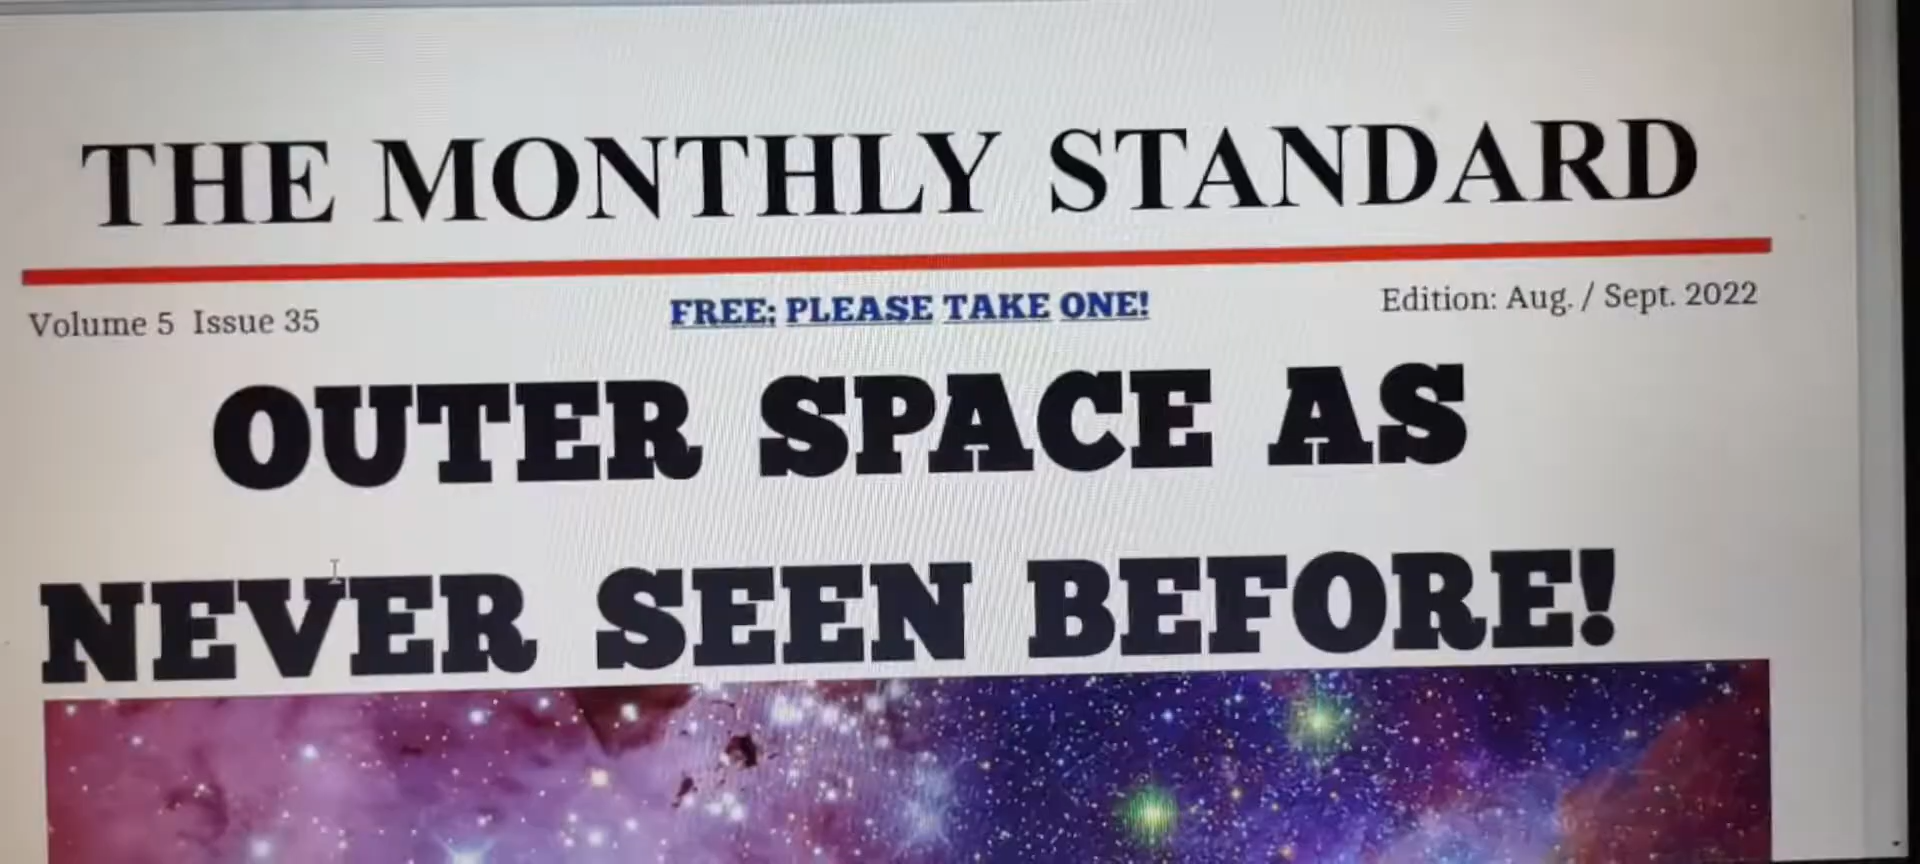 THE MONTHLY STANDARD
Volume 5 Issue 35
FREE; PLEASE TAKE ONE!
Edition: Aug. / Sept. 2022
OUTER SPACE AS
NEVER SEEN BEFORE!